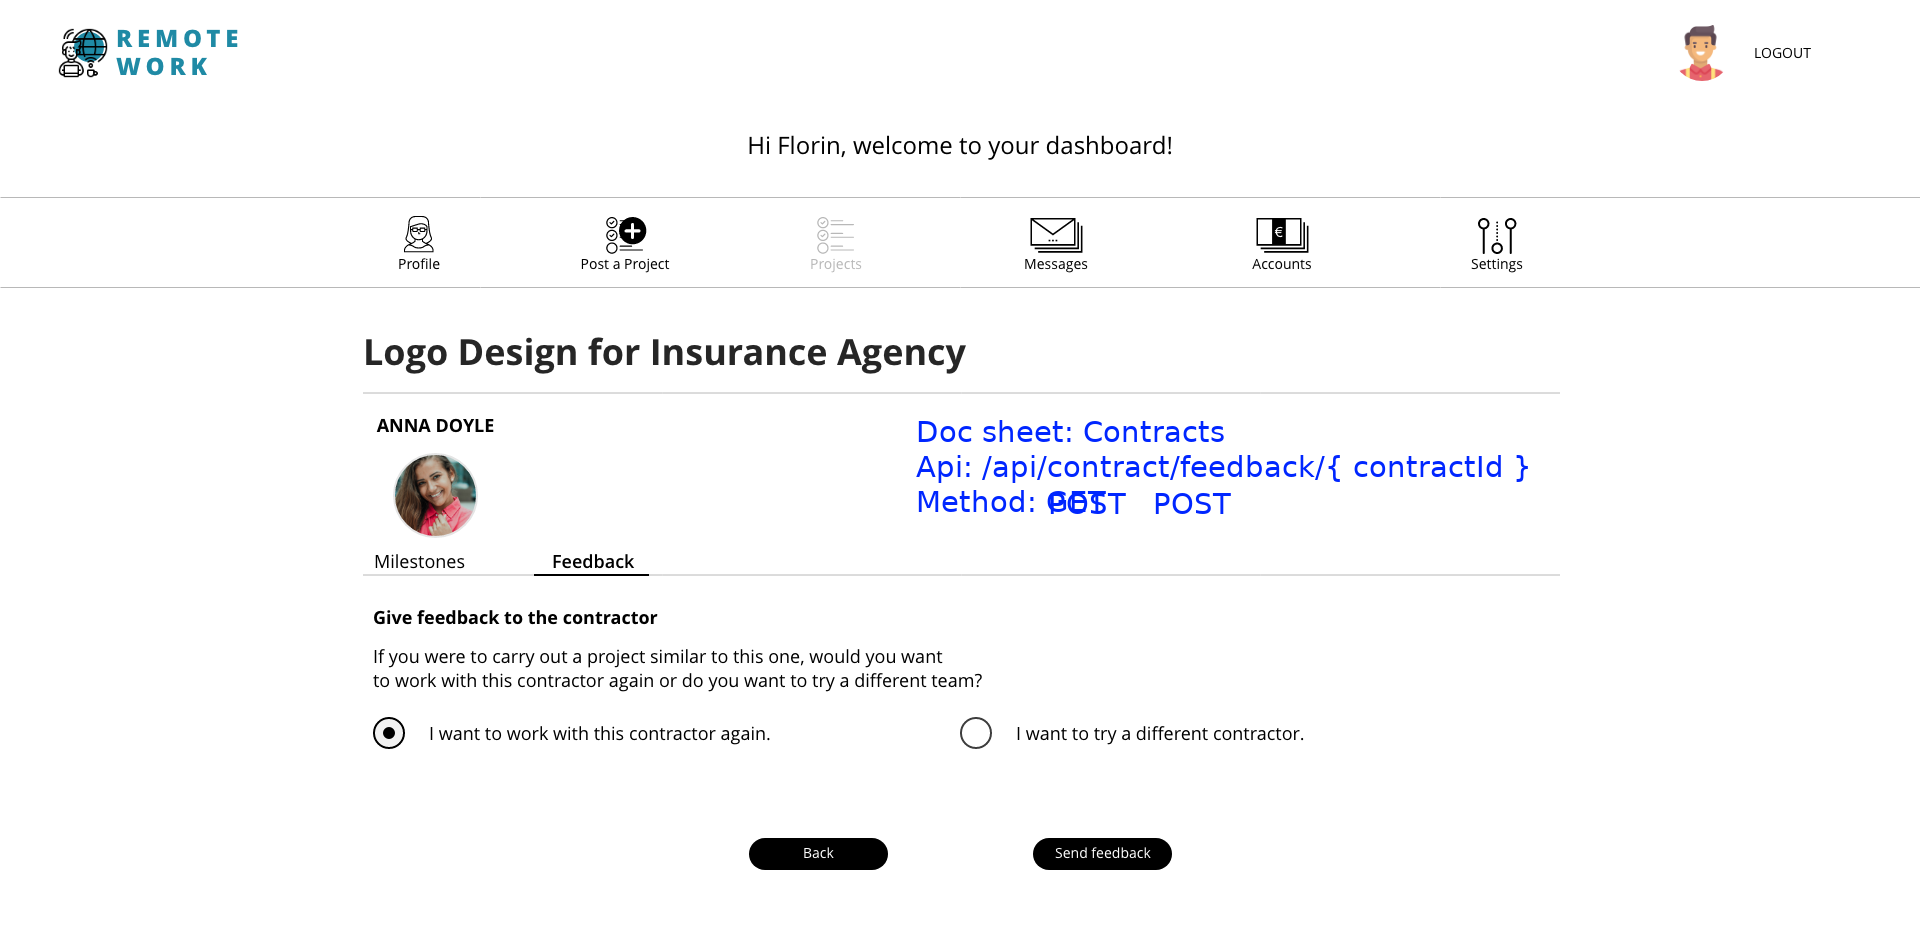 REMOTE
WORK
LOGOUT
Hi Florin, welcome to your dashboard!
Profile
Post a Project
Projects
Messages
Accounts
Settings
Logo Design for Insurance Agency
ANNA DOYLE
Doc sheet: Contracts
Api: /api/contract/feedback/{ contractId }
Method: GET POST POST
Milestones
Feedback
Give feedback to the contractor
If you were to carry out a project similar to this one, would you want
to work with this contractor again or do you want to try a different team?
I want to work with this contractor again.
I want to try a different contractor.
Back
Send feedback